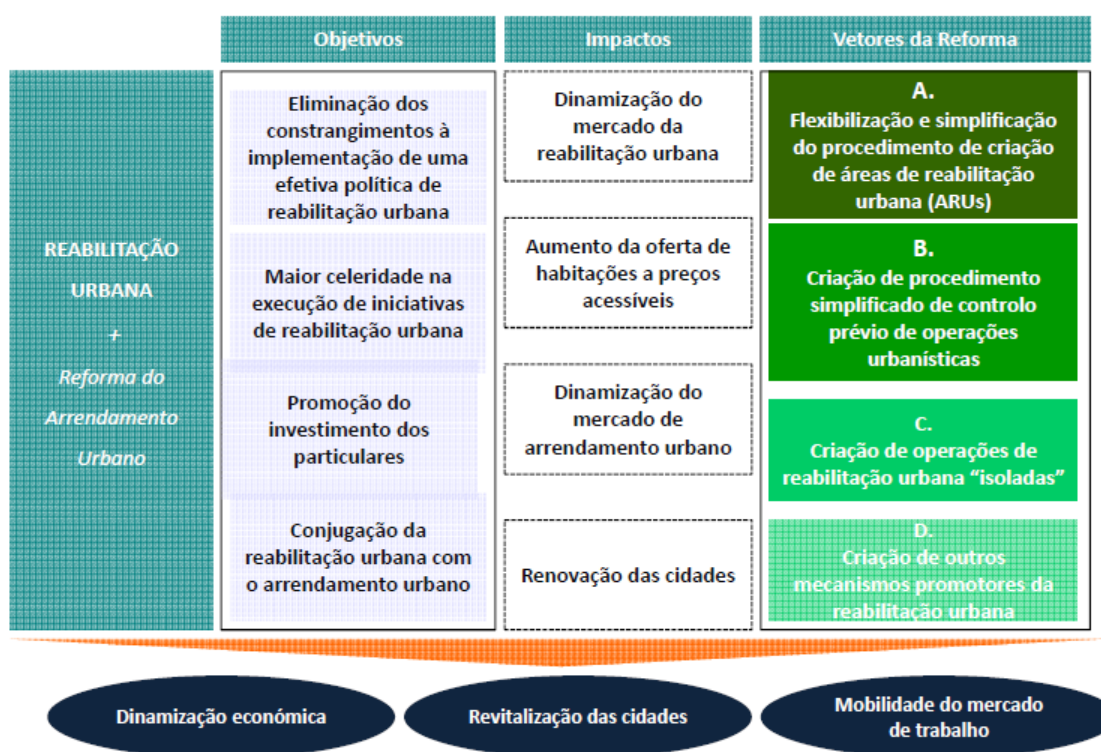 Objetivos
Impactos
Vetores da Reforma
REABILITAÇÃO
URBANA
+
Reforma do
Arrendamento
Urbano
Eliminação dos
constrangimentos à
implementação de uma
efetiva política de
reabilitação urbana
Maior celeridade na
execução de iniciativas
de reabilitação urbana
Promoção do
investimento dos
particulares
Conjugação da
reabilitação urbana com
o arrendamento urbano
Dinamização do
mercado da
reabilitação urbana
Aumento da oferta de
habitações a preços
acessíveis
Dinamização do
mercado de
arrendamento urbano
Renovação das cidades
A.
Flexibilização e simplificação
do procedimento de criação
de áreas de reabilitação
urbana (ARUs)
B.
Criação de procedimento
simplificado de controlo
prévio de operações
urbanísticas
C.
Criação de operações de
reabilitação urbana “isoladas”
D.
Criação de outros
mecanismos promotores da
reabilitação urbana
Dinamização económica
Revitalização das cidades
Mobilidade do mercado
de trabalho